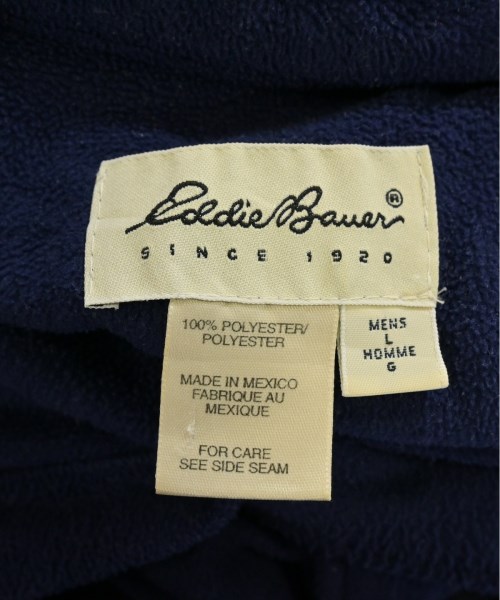 Eddie Bauer®
SINCE 1920
100% POLYESTER/
POLYESTER
MADE IN MEXICO
FABRIQUE AU
MEXIQUE
FOR CARE
SEE SIDE SEAM
MENS
L
HOMME
G